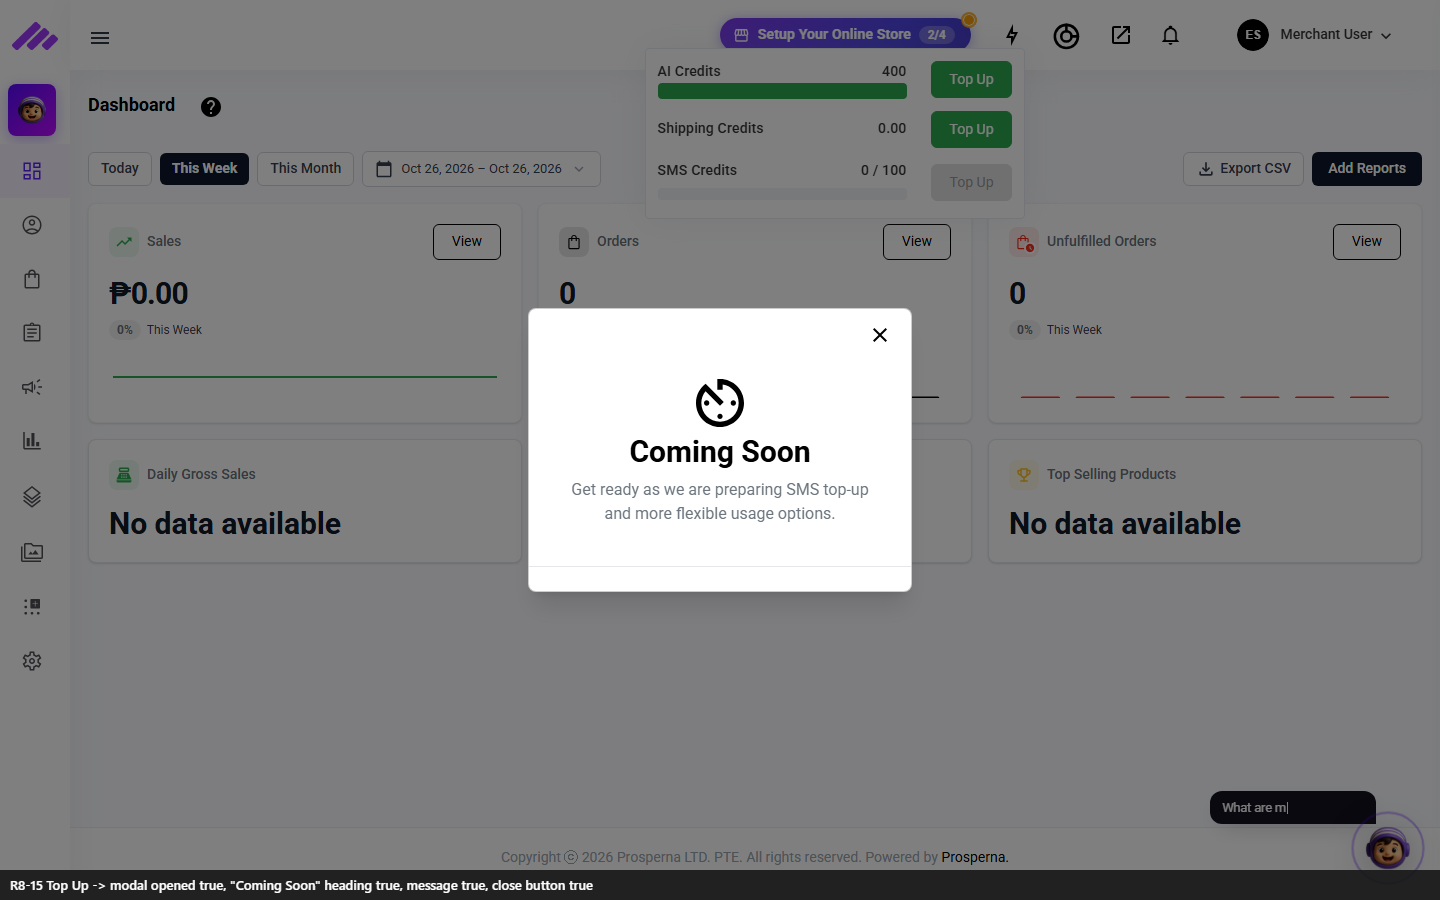 Setup Your Online Store 2/4
ES Merchant User
AI Credits 400 Top Up
Shipping Credits 0.00 Top Up
SMS Credits 0 / 100 Top Up
Dashboard ?
Today This Week This Month Oct 26, 2026 – Oct 26, 2026 Export CSV Add Reports
Sales View
₱0.00
0% This Week
Orders View
0
Unfulfilled Orders View
0
0% This Week
Coming Soon
Get ready as we are preparing SMS top-up
and more flexible usage options.
Daily Gross Sales
No data available
Top Selling Products
No data available
What are m
Copyright © 2026 Prosperna LTD. PTE. All rights reserved. Powered by Prosperna.
R8-15 Top Up -> modal opened true, "Coming Soon" heading true, message true, close button true